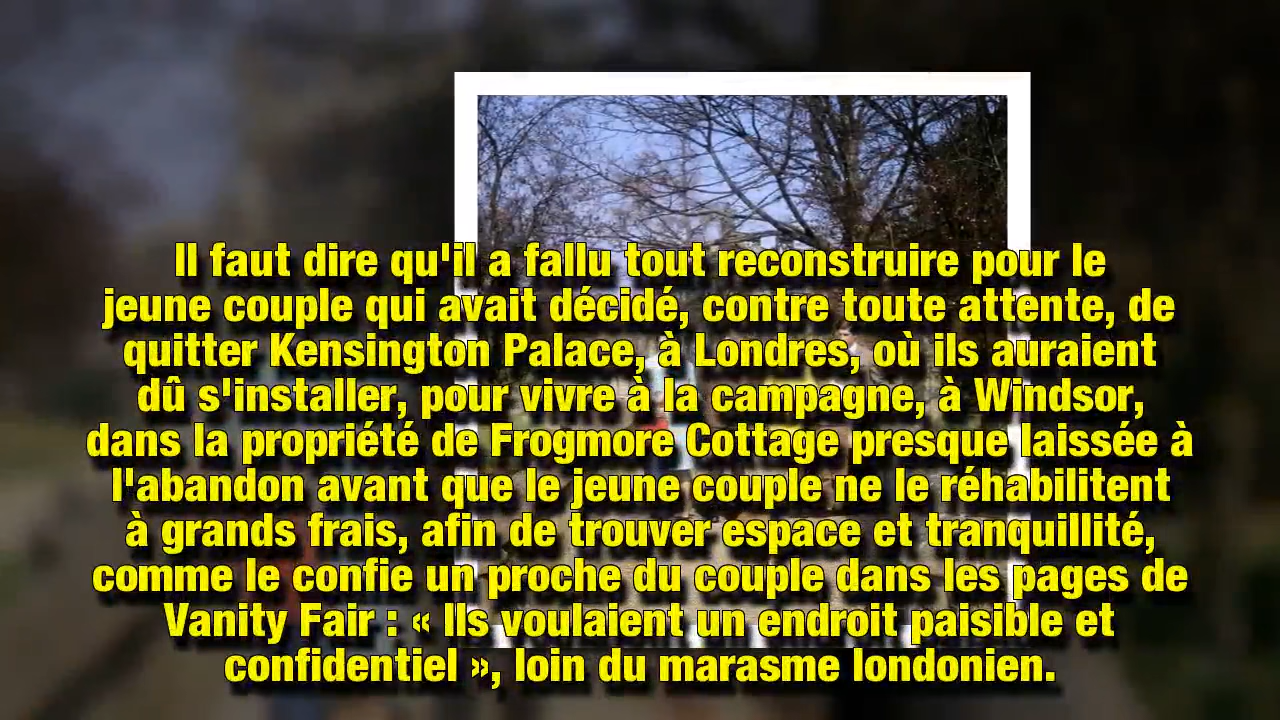 Il faut dire qu'il a fallu tout reconstruire pour le
jeune couple qui avait décidé, contre toute attente, de
quitter Kensington Palace, à Londres, où ils auraient
dû s'installer, pour vivre à la campagne, à Windsor,
dans la propriété de Frogmore Cottage presque laissée à
l'abandon avant que le jeune couple ne le réhabilitent
à grands frais, afin de trouver espace et tranquillité,
comme le confie un proche du couple dans les pages de
Vanity Fair : « Ils voulaient un endroit paisible et
confidentiel », loin du marasme londonien.